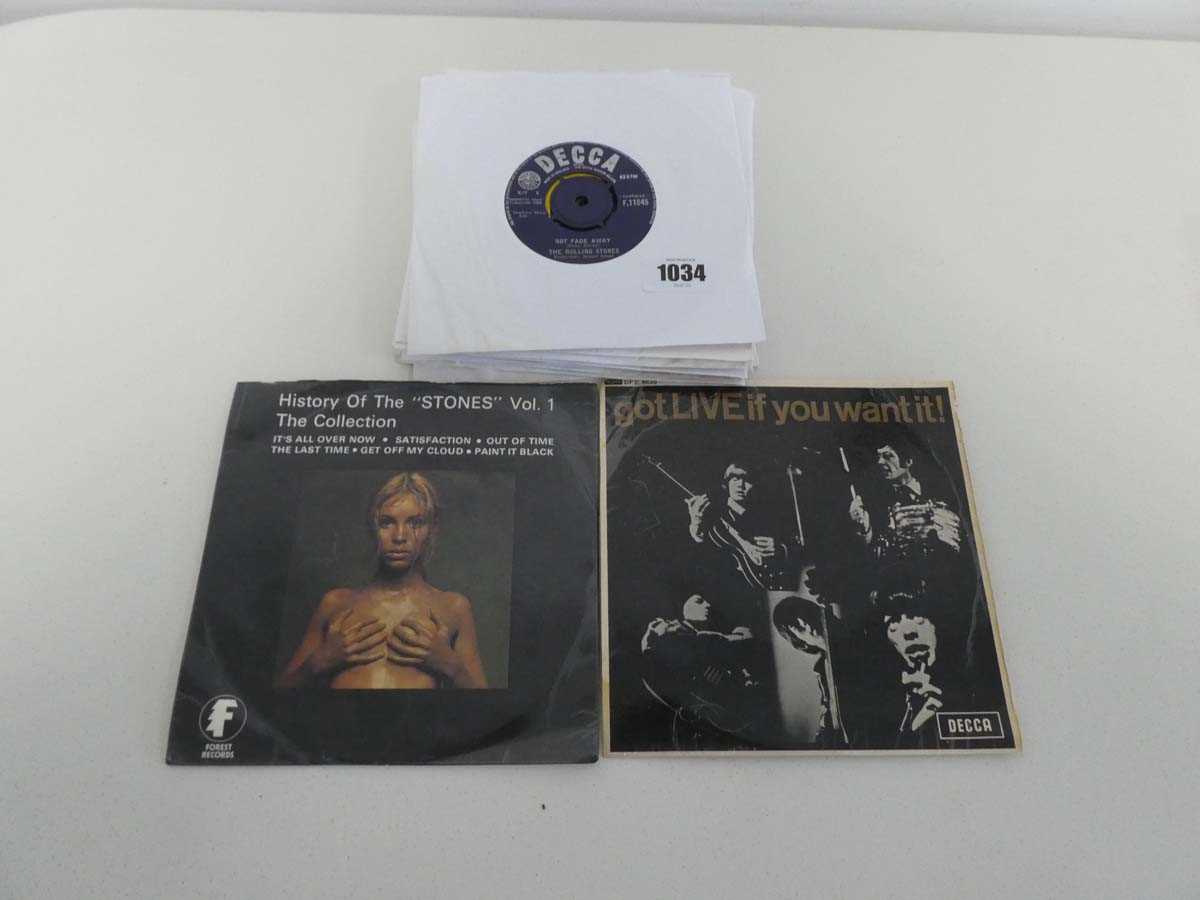 DECCA
45 RPM
F.11845
NOT FADE AWAY
THE ROLLING STONES
1034
History Of The "STONES" Vol. 1
The Collection
IT'S ALL OVER NOW • SATISFACTION • OUT OF TIME
THE LAST TIME • GET OFF MY CLOUD • PAINT IT BLACK
F
FOREST
RECORDS
got LIVE if you want it!
DECCA